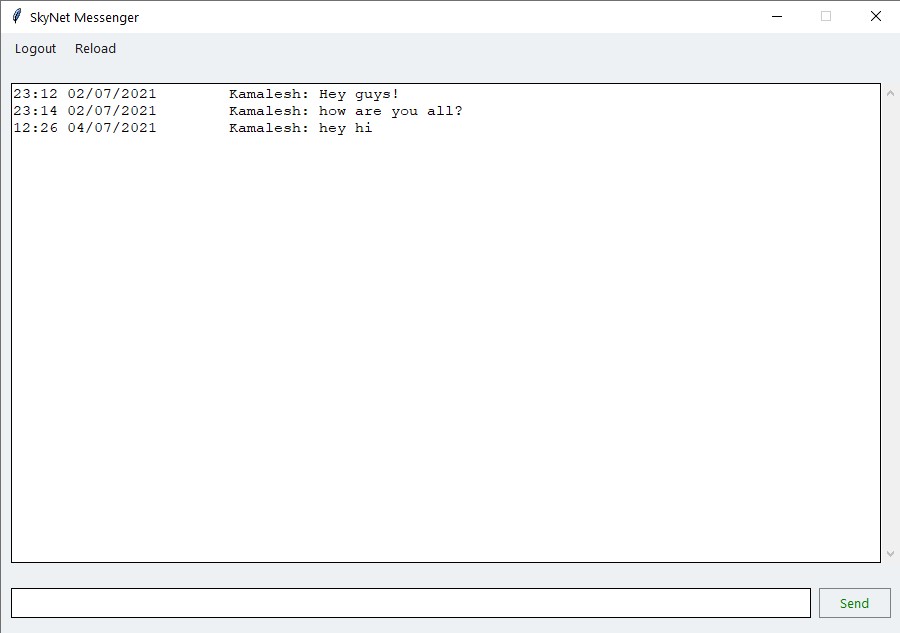 SkyNet Messenger
Logout Reload
23:12 02/07/2021 Kamalesh: Hey guys!
23:14 02/07/2021 Kamalesh: how are you all?
12:26 04/07/2021 Kamalesh: hey hi
Send